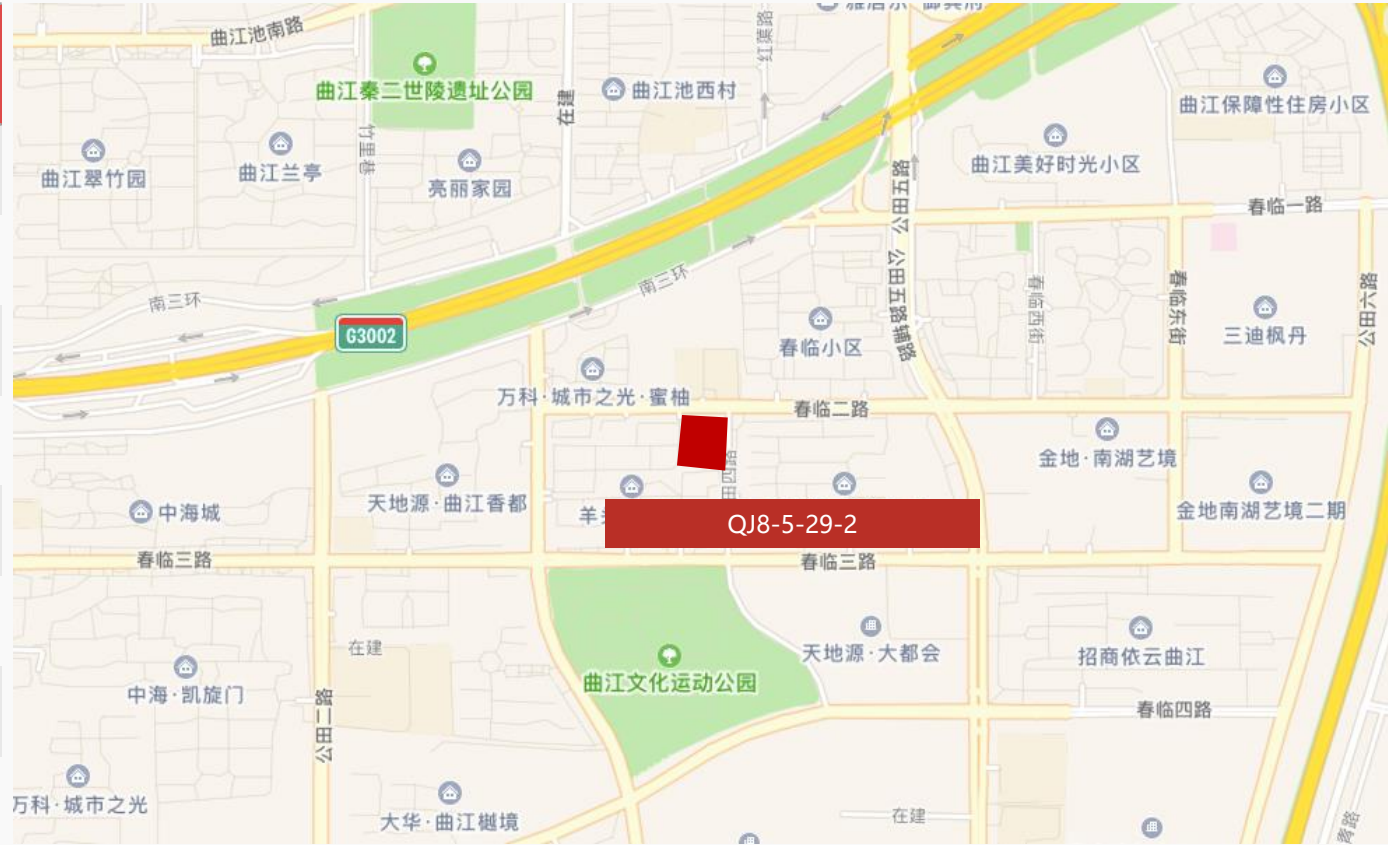 曲江池南路
红葉路
曲江秦二世陵遗址公园
在建
曲江池西村
曲江保障性住房小区
竹里巷
曲江翠竹园
曲江兰亭
亮丽家园
曲江美好时光小区
公田五路
春临一路
南三环
南三环
G3002
公田五路辅路
春临西街
春临东街
公田六路
三迪枫丹
春临小区
万科·城市之光·蜜柚
春临二路
金地·南湖艺境
天地源·曲江香都
中海城
金地南湖艺境二期
QJ8-5-29-2
春临三路
春临三路
在建
天地源·大都会
招商依云曲江
中海·凯旋门
曲江文化运动公园
公田二路
春临四路
万科·城市之光
大华·曲江樾境
在建